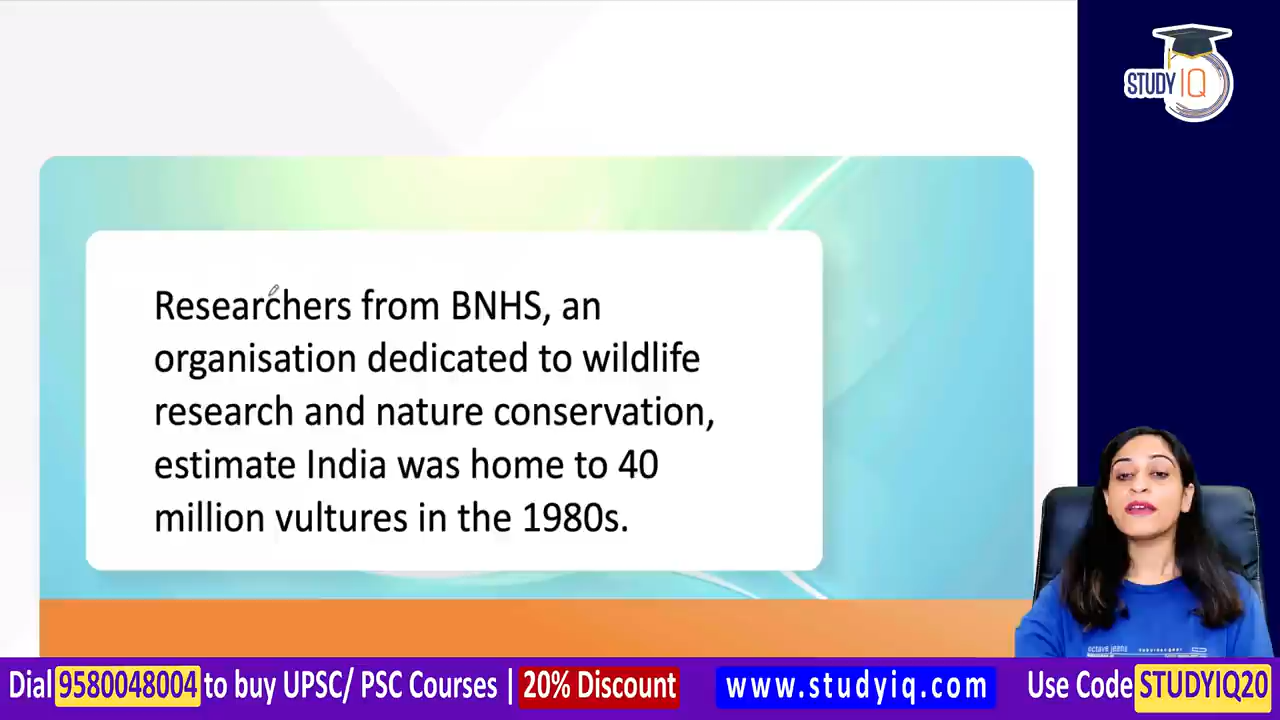 STUDY IQ
Researchers from BNHS, an
organisation dedicated to wildlife
research and nature conservation,
estimate India was home to 40
million vultures in the 1980s.
octave jeans
Dial 9580048004 to buy UPSC/ PSC Courses | 20% Discount www.studyiq.com Use Code STUDYIQ20